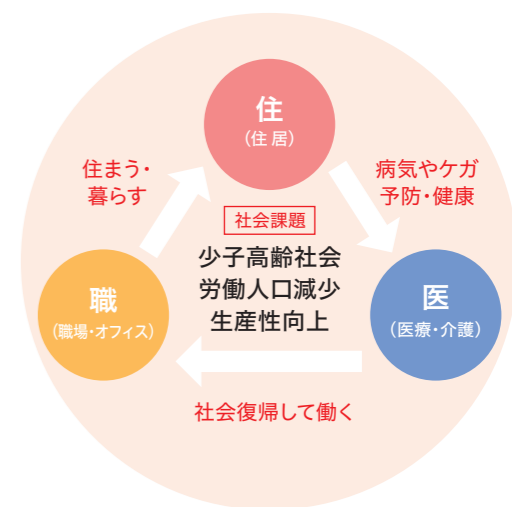 住
（住 居）
住まう・
暮らす
病気やケガ
予防・健康
社会課題
少子高齢社会
労働人口減少
生産性向上
職
（職場・オフィス）
医
（医療・介護）
社会復帰して働く